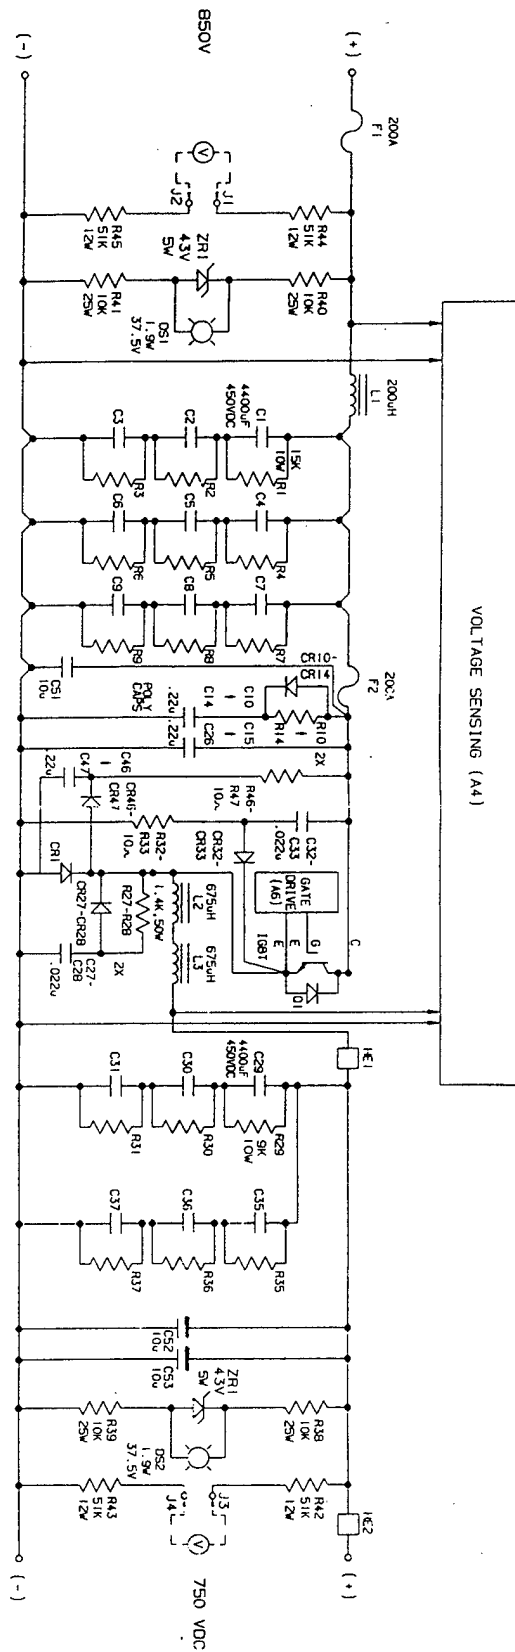 850V
(+)
(-)
200A
F1
J1
J2
V
R44
51K
12W
R45
51K
12W
R40
10K
25W
ZR1
43V
5W
DS1
1.9W
37.5V
R41
10K
25W
VOLTAGE SENSING (A4)
200uH
L1
C1
4400uF
450VDC
15K
10W
R1
C2
R2
C3
R3
C4
R4
C5
R5
C6
R6
C7
R7
C8
R8
C9
R9
200A
F2
C51
10u
CR10-
CR14
R10
|
R14
2X
C10
|
C14
.22u
POLY
CAPS
C15
|
C26
.22u
R46-
R47
10Ω
CR46-
CR47
C46
|
C47
.22u
C32-
C33
.022u
CR32-
CR33
R32-
R33
10Ω
GATE
DRIVE
(A6)
C
G
E
E
IGBT
Q1
CR1
675uH
L2
675uH
L3
1.4K,50W
R27-R28
CR27-CR28
2X
C27-
C28
.022u
HE1
C29
4400uF
450VDC
R29
9K
10W
C30
R30
C31
R31
C35
R35
C36
R36
C37
R37
C52
10u
C53
10u
R38
10K
25W
ZR1
43V
5W
DS2
1.9W
37.5V
R39
10K
25W
R42
51K
12W
J3
J4
V
R43
51K
12W
HE2
(+)
(-)
750 VDC